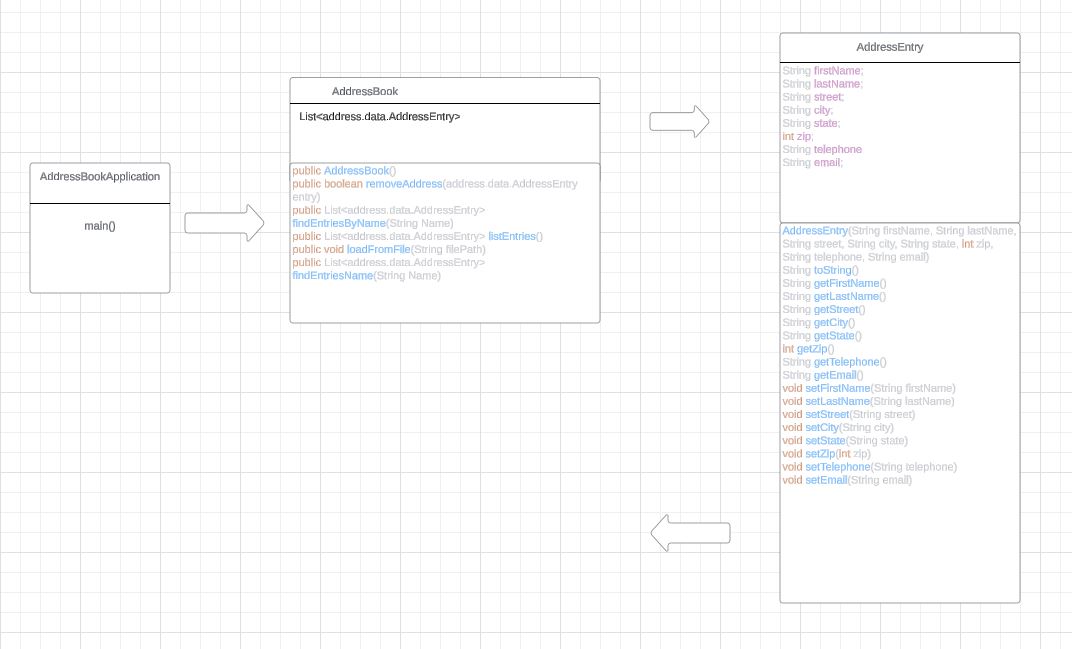 AddressBookApplication
main()
AddressBook
List<address.data.AddressEntry>
public AddressBook()
public boolean removeAddress(address.data.AddressEntry
entry)
public List<address.data.AddressEntry>
findEntriesByName(String Name)
public List<address.data.AddressEntry> listEntries()
public void loadFromFile(String filePath)
public List<address.data.AddressEntry>
findEntriesName(String Name)
AddressEntry
String firstName;
String lastName;
String street;
String city;
String state;
int zip;
String telephone
String email;
AddressEntry(String firstName, String lastName,
String street, String city, String state, int zip,
String telephone, String email)
String toString()
String getFirstName()
String getLastName()
String getStreet()
String getCity()
String getState()
int getZip()
String getTelephone()
String getEmail()
void setFirstName(String firstName)
void setLastName(String lastName)
void setStreet(String street)
void setCity(String city)
void setState(String state)
void setZip(int zip)
void setTelephone(String telephone)
void setEmail(String email)